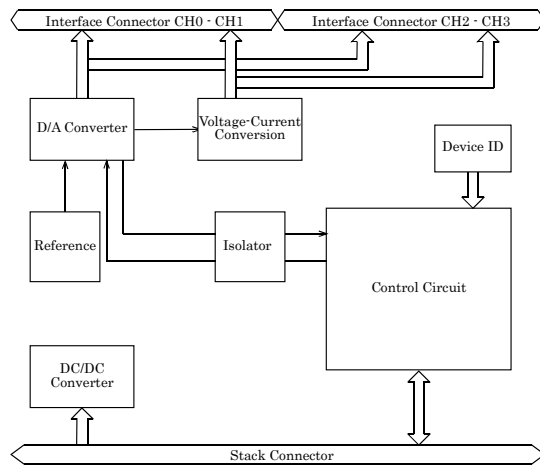 Interface Connector CH0 - CH1
Interface Connector CH2 - CH3
D/A Converter
Voltage-Current
Conversion
Device ID
Reference
Isolator
Control Circuit
DC/DC
Converter
Stack Connector